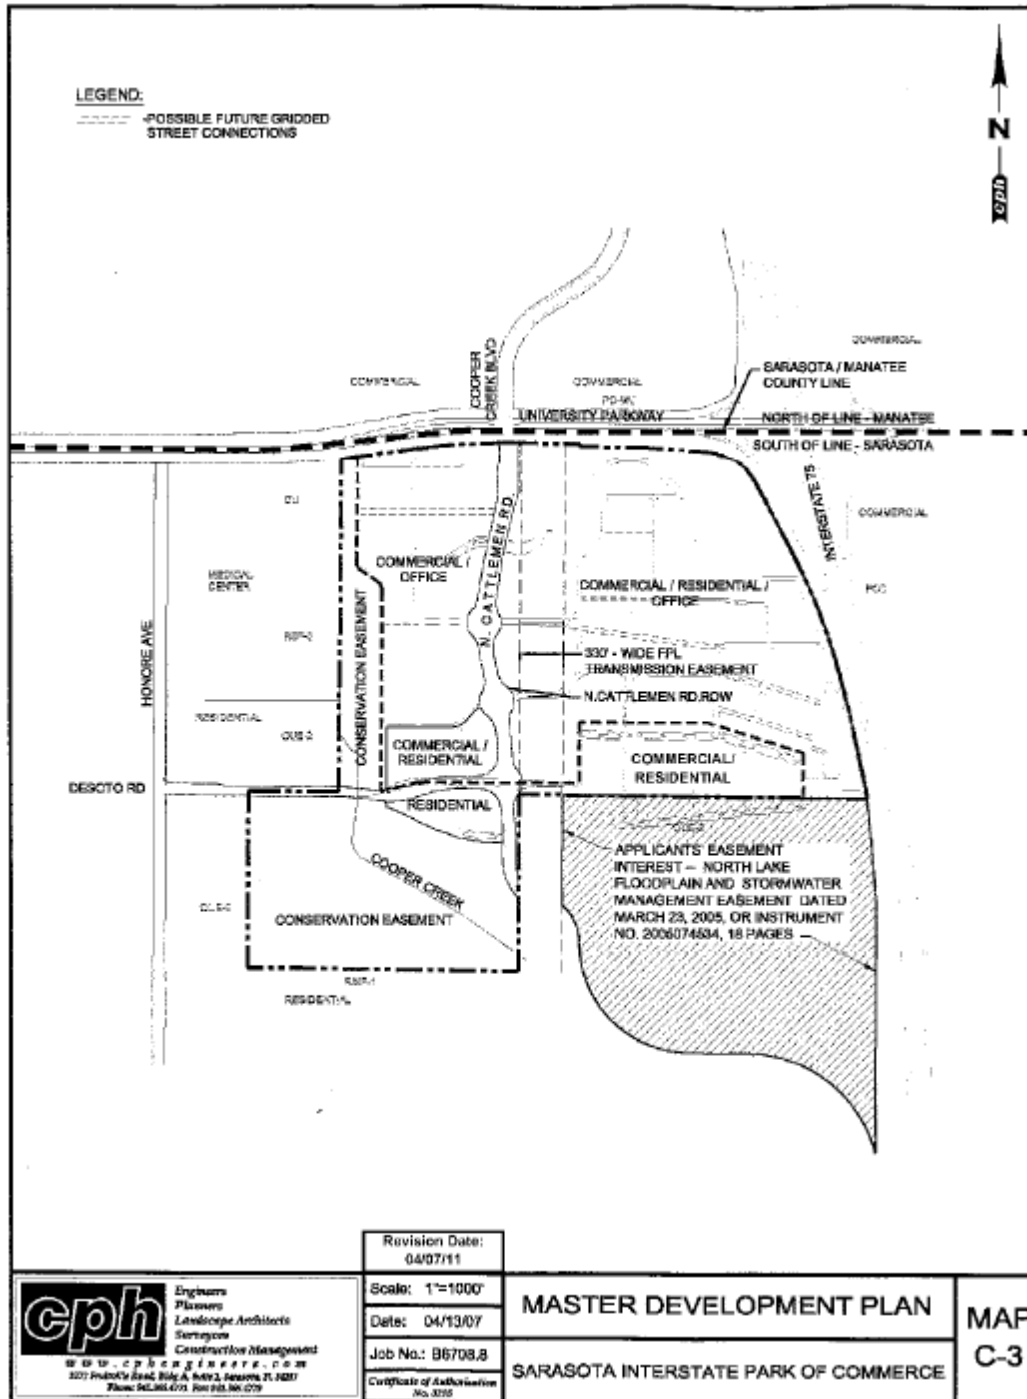 LEGEND:
-POSSIBLE FUTURE GRIDDED
STREET CONNECTIONS
N
cph
COOPER
CREEK BLVD
COMMERCIAL
COMMERCIAL
COMMERCIAL
SARASOTA / MANATEE
COUNTY LINE
UNIVERSITY PARKWAY
NORTH OF LINE - MANATEE
SOUTH OF LINE - SARASOTA
INTERSTATE 75
COMMERCIAL
N. CATTLEMEN RD.
COMMERCIAL /
OFFICE
MEDICAL
CENTER
COMMERCIAL / RESIDENTIAL /
OFFICE
HONORE AVE
CONSERVATION EASEMENT
330' - WIDE FPL
TRANSMISSION EASEMENT
N.CATTLEMEN RD.ROW
RESIDENTIAL
COMMERCIAL /
RESIDENTIAL
COMMERCIAL/
RESIDENTIAL
DESOTO RD
RESIDENTIAL
APPLICANTS' EASEMENT
INTEREST - NORTH LAKE
FLOODPLAIN AND STORMWATER
MANAGEMENT EASEMENT DATED
MARCH 23, 2005, OR INSTRUMENT
NO. 2005074534, 18 PAGES
COOPER CREEK
CONSERVATION EASEMENT
RESIDENTIAL
Revision Date:
04/07/11
cph
Engineers
Planners
Landscape Architects
Surveyors
Construction Management
www.cphengineers.com
Scale: 1"=1000'
Date: 04/13/07
Job No.: B6708.8
Certificate of Authorization
MASTER DEVELOPMENT PLAN
SARASOTA INTERSTATE PARK OF COMMERCE
MAP
C-3